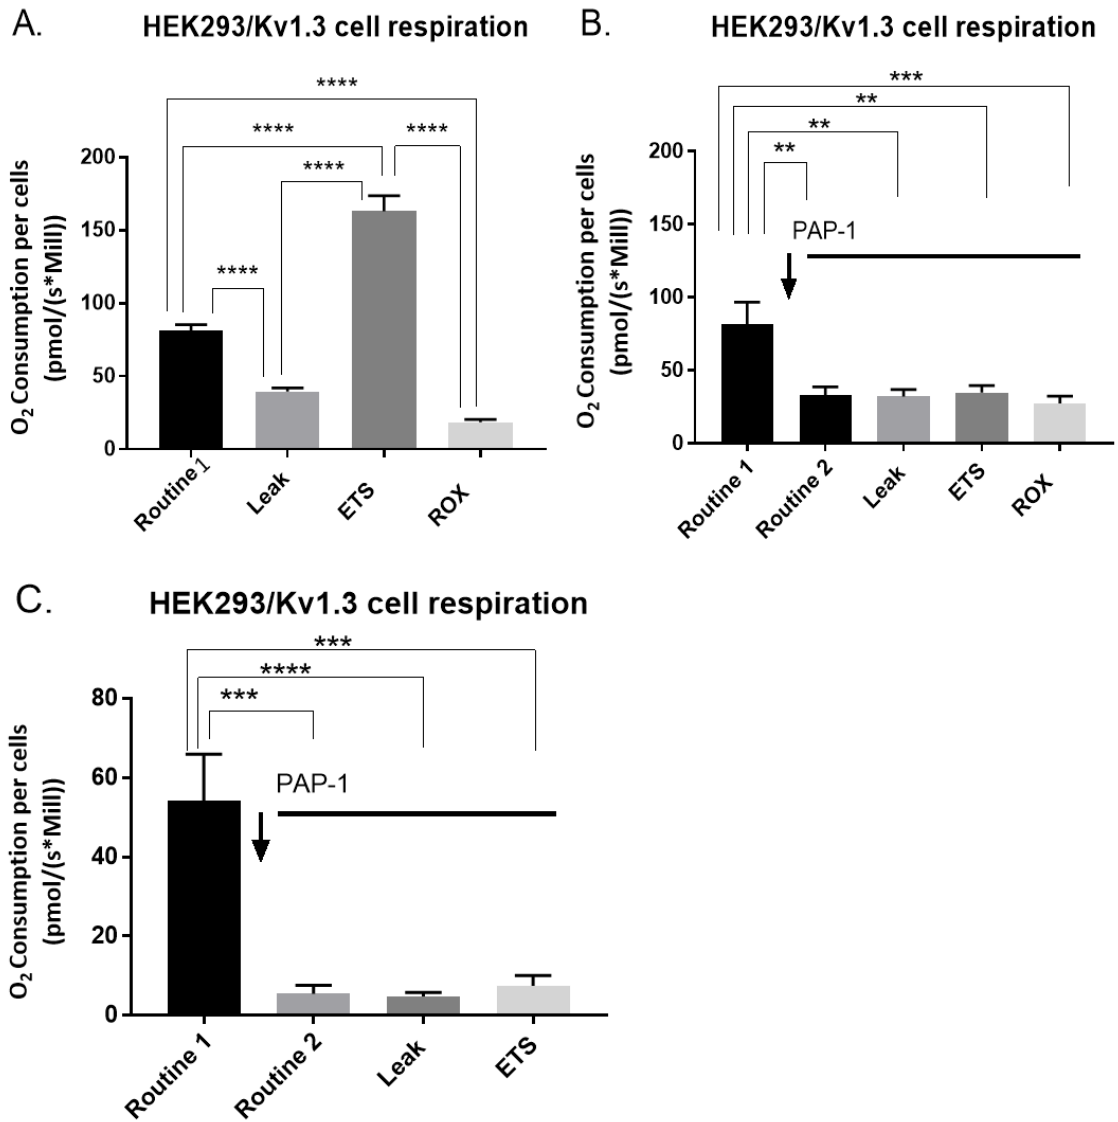 A.
HEK293/Kv1.3 cell respiration
****
****
****
****
****
O2 Consumption per cells
(pmol/(s*Mill))
200
150
100
50
0
Routine 1
Leak
ETS
ROX
B.
HEK293/Kv1.3 cell respiration
***
**
**
**
PAP-1
O2 Consumption per cells
(pmol/(s*Mill))
200
150
100
50
0
Routine 1
Routine 2
Leak
ETS
ROX
C.
HEK293/Kv1.3 cell respiration
***
****
***
PAP-1
O2 Consumption per cells
(pmol/(s*Mill))
80
60
40
20
0
Routine 1
Routine 2
Leak
ETS